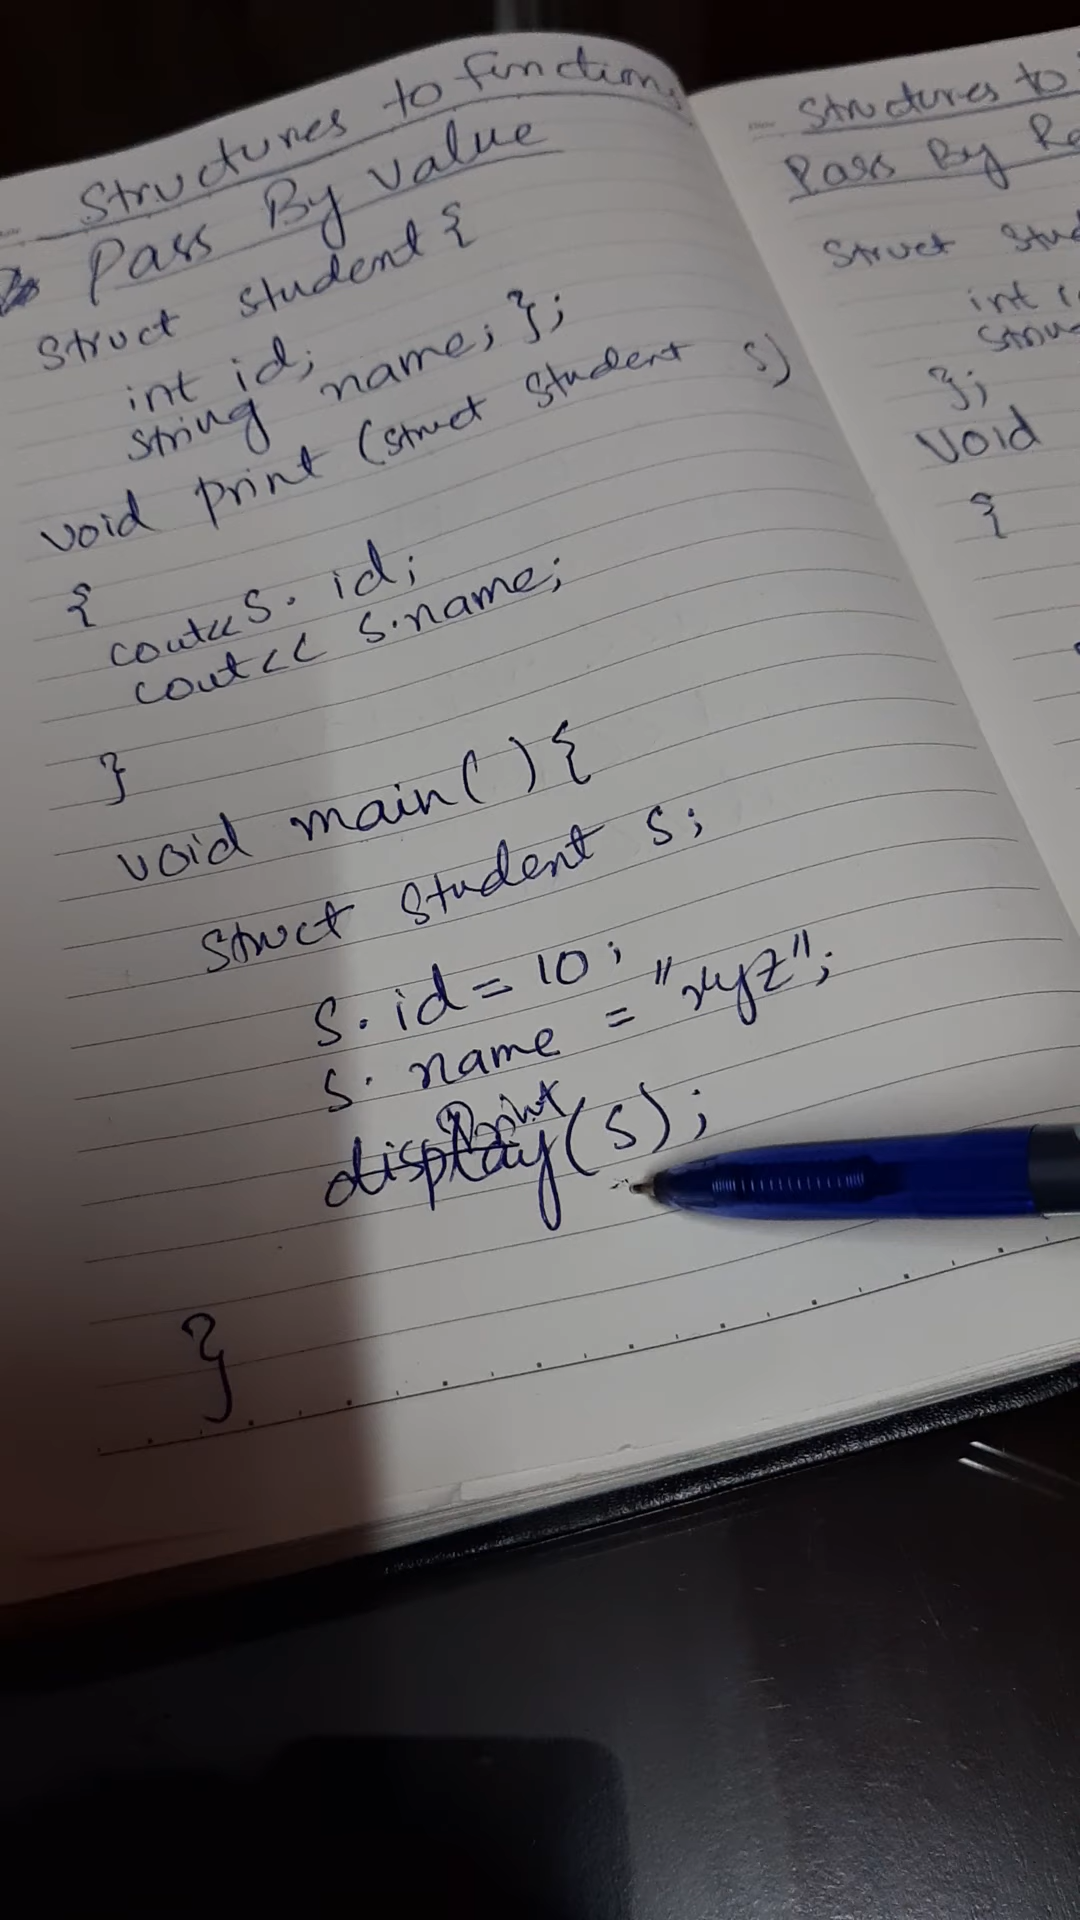 Structures to Functions
Pass By value
Struct Student {
int id;
string name; };
void print (struct Student s)
{
cout<<s.id;
cout<< s.name;
}
void main( ) {
Struct Student s;
s.id = 10;
s.name = "xyz";
Print
display(s);
}
Structures to
Pass By
Struct
int
};
Void
{